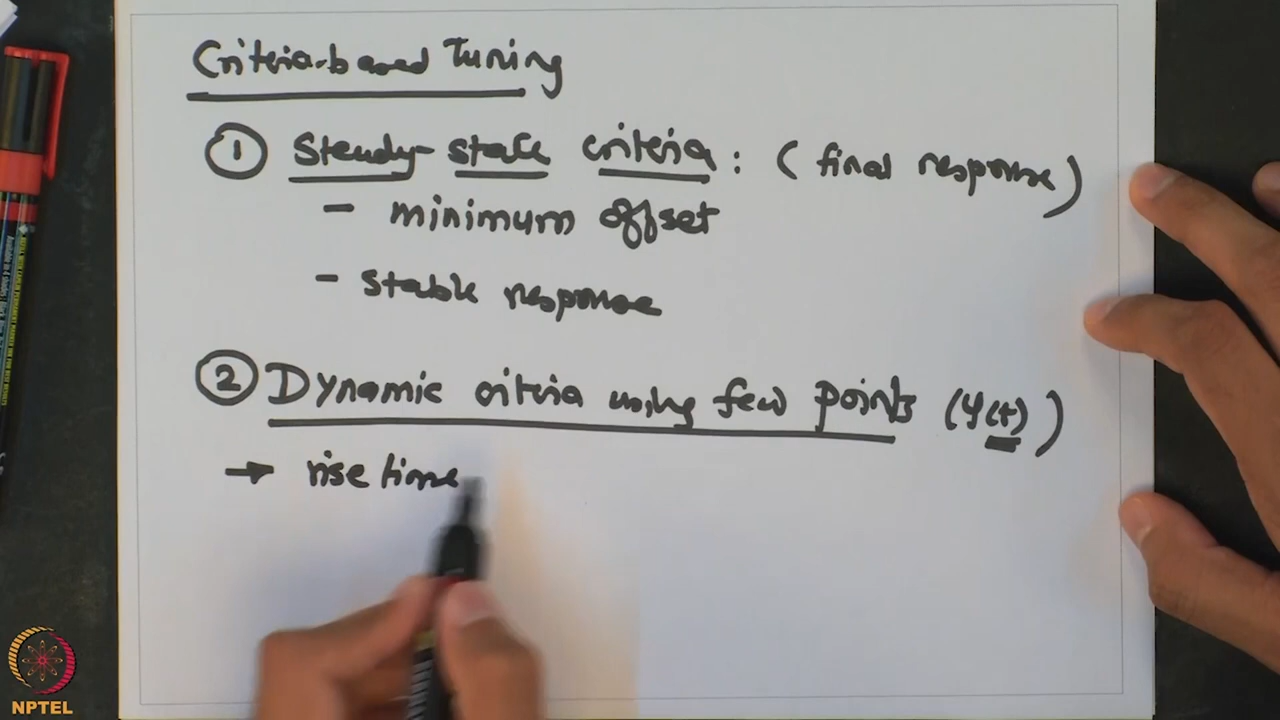 Criteria-based Tuning
① Steady-state criteria: (final response)
- minimum offset
- stable response
② Dynamic criteria using few points (y(t))
→ rise time
NPTEL